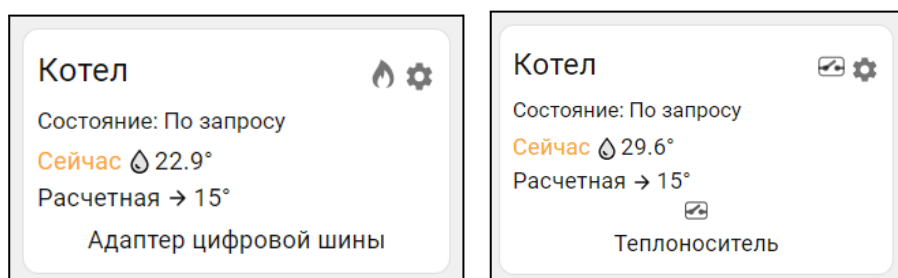 Котел
Состояние: По запросу
Сейчас 22.9°
Расчетная → 15°
Адаптер цифровой шины
Котел
Состояние: По запросу
Сейчас 29.6°
Расчетная → 15°
Теплоноситель